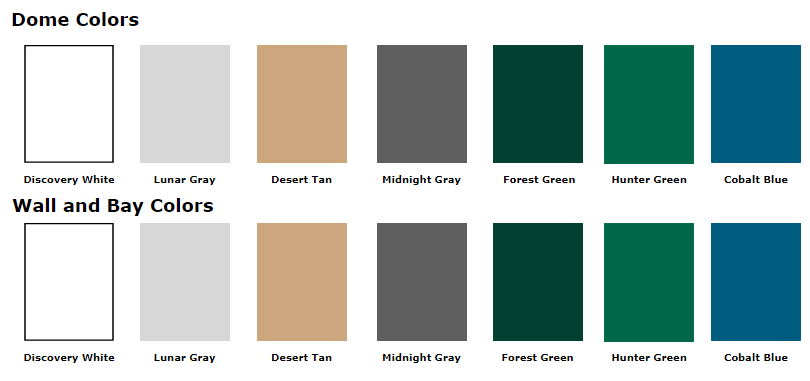 Dome Colors
Discovery White Lunar Gray Desert Tan Midnight Gray Forest Green Hunter Green Cobalt Blue
Wall and Bay Colors
Discovery White Lunar Gray Desert Tan Midnight Gray Forest Green Hunter Green Cobalt Blue